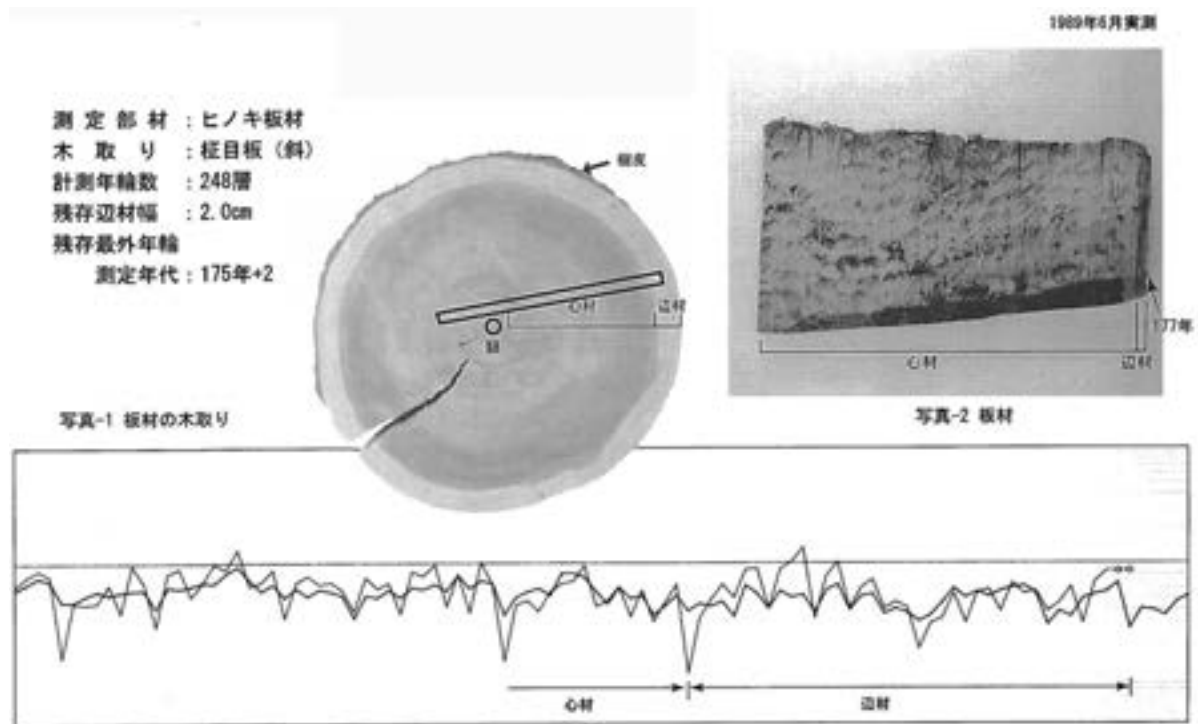 1989年6月実測
測定部材：ヒノキ板材
木取り：柾目板（斜）
計測年輪数：248層
残存辺材幅：2.0cm
残存最外年輪
測定年代：175年+2
樹皮
心材
辺材
髄
写真-1 板材の木取り
177年
心材
辺材
写真-2 板材
心材
辺材